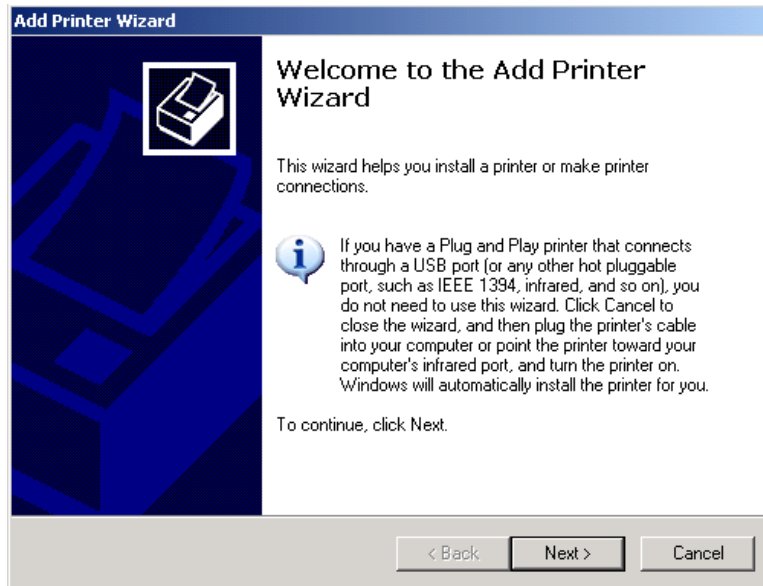 Add Printer Wizard
Welcome to the Add Printer
Wizard
This wizard helps you install a printer or make printer
connections.
If you have a Plug and Play printer that connects
through a USB port (or any other hot pluggable
port, such as IEEE 1394, infrared, and so on), you
do not need to use this wizard. Click Cancel to
close the wizard, and then plug the printer's cable
into your computer or point the printer toward your
computer's infrared port, and turn the printer on.
Windows will automatically install the printer for you.
To continue, click Next.
< Back
Next >
Cancel